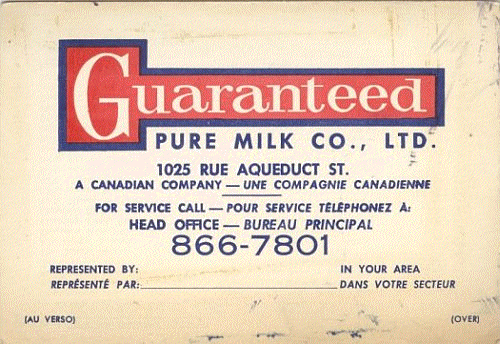 Guaranteed
PURE MILK CO., LTD.
1025 RUE AQUEDUCT ST.
A CANADIAN COMPANY — UNE COMPAGNIE CANADIENNE
FOR SERVICE CALL — POUR SERVICE TÉLÉPHONEZ À:
HEAD OFFICE — BUREAU PRINCIPAL
866-7801
REPRESENTED BY: IN YOUR AREA
REPRÉSENTÉ PAR: DANS VOTRE SECTEUR
(AU VERSO) (OVER)